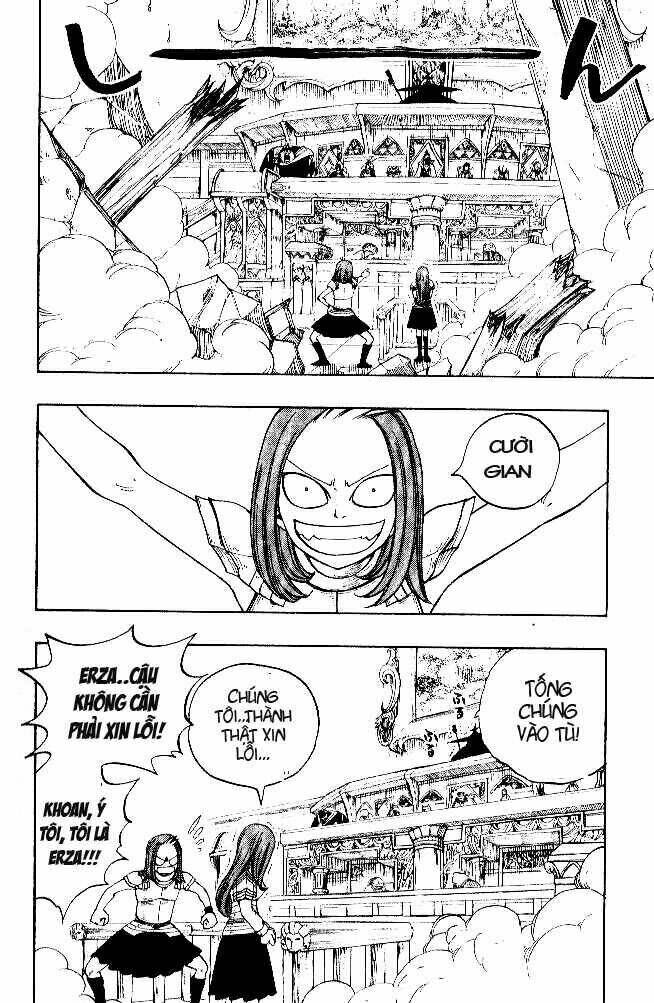 しーん
CƯỜI
GIAN
TỐNG
CHÚNG
VÀO TÙ!
CHÚNG
TÔI..THÀNH
THẬT XIN
LỖI...
ERZA..CẬU
KHÔNG CẦN
PHẢI XIN LỖI!
KHOAN, Ý
TÔI, TÔI LÀ
ERZA!!!